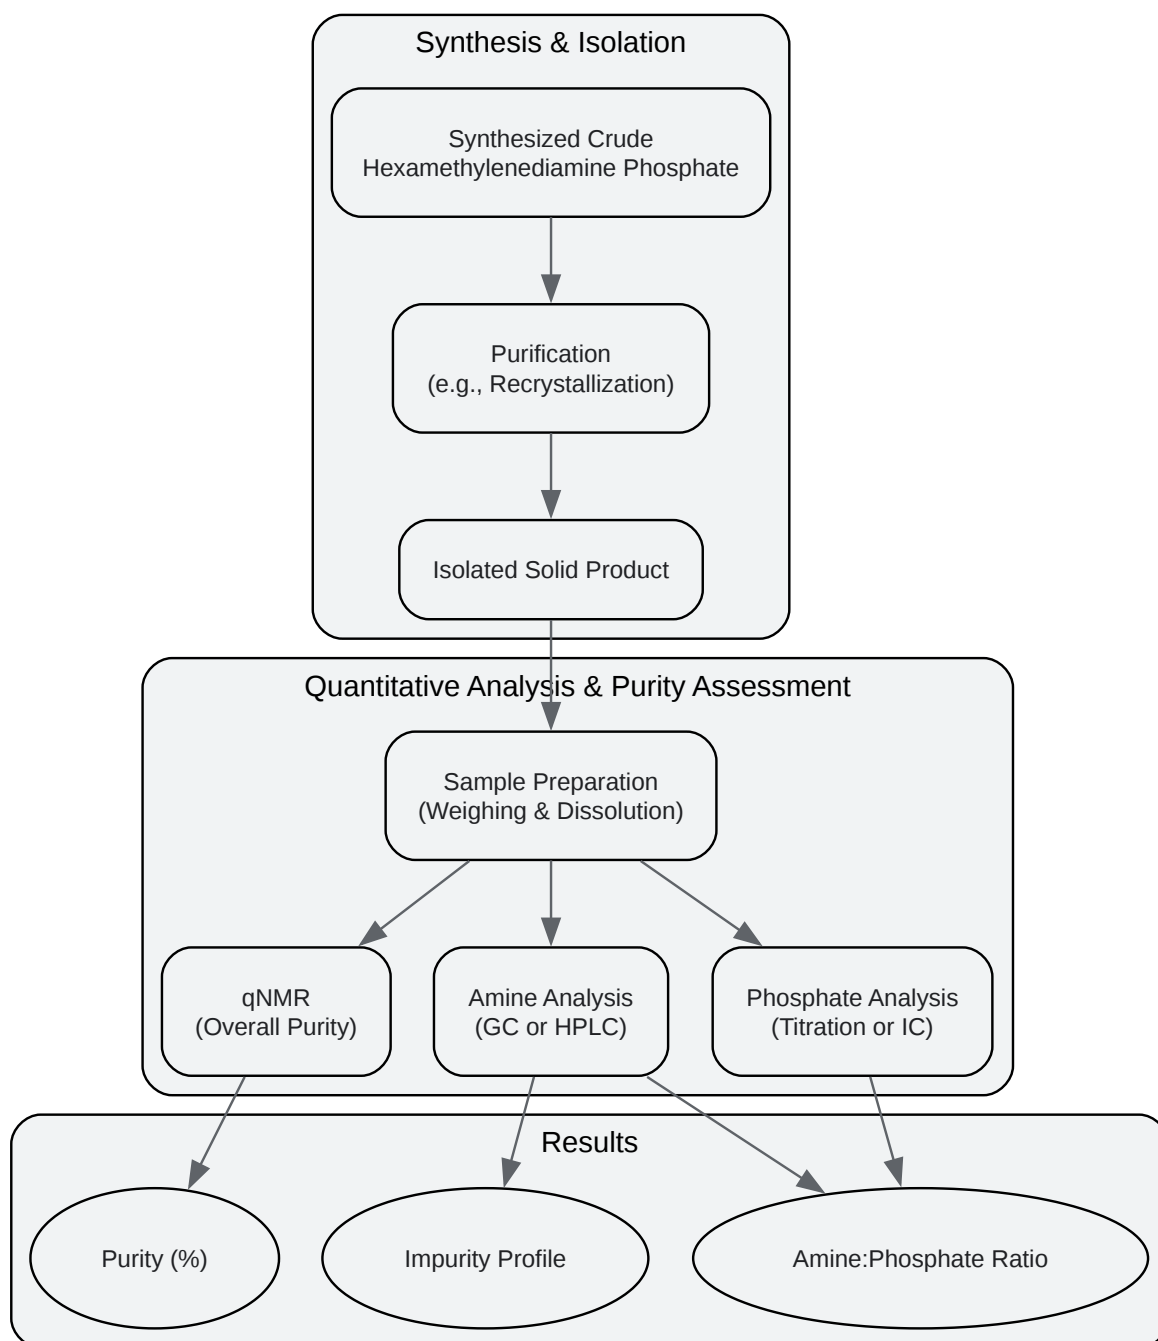 Synthesis & Isolation
Synthesized Crude
Hexamethylenediamine Phosphate
Purification
(e.g., Recrystallization)
Isolated Solid Product
Quantitative Analysis & Purity Assessment
Sample Preparation
(Weighing & Dissolution)
qNMR
(Overall Purity)
Amine Analysis
(GC or HPLC)
Phosphate Analysis
(Titration or IC)
Results
Purity (%)
Impurity Profile
Amine:Phosphate Ratio